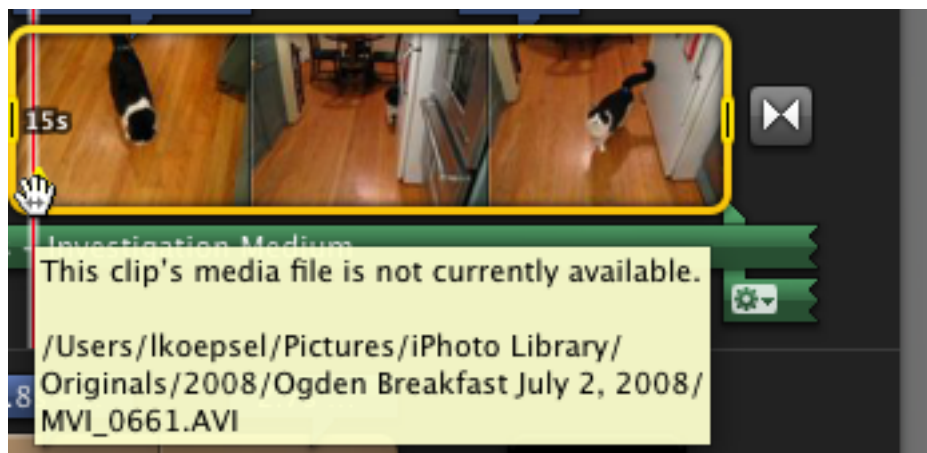 15s
- Investigation Medium
This clip's media file is not currently available.
/Users/lkoepsel/Pictures/iPhoto Library/
Originals/2008/Ogden Breakfast July 2, 2008/
MVI_0661.AVI
.8